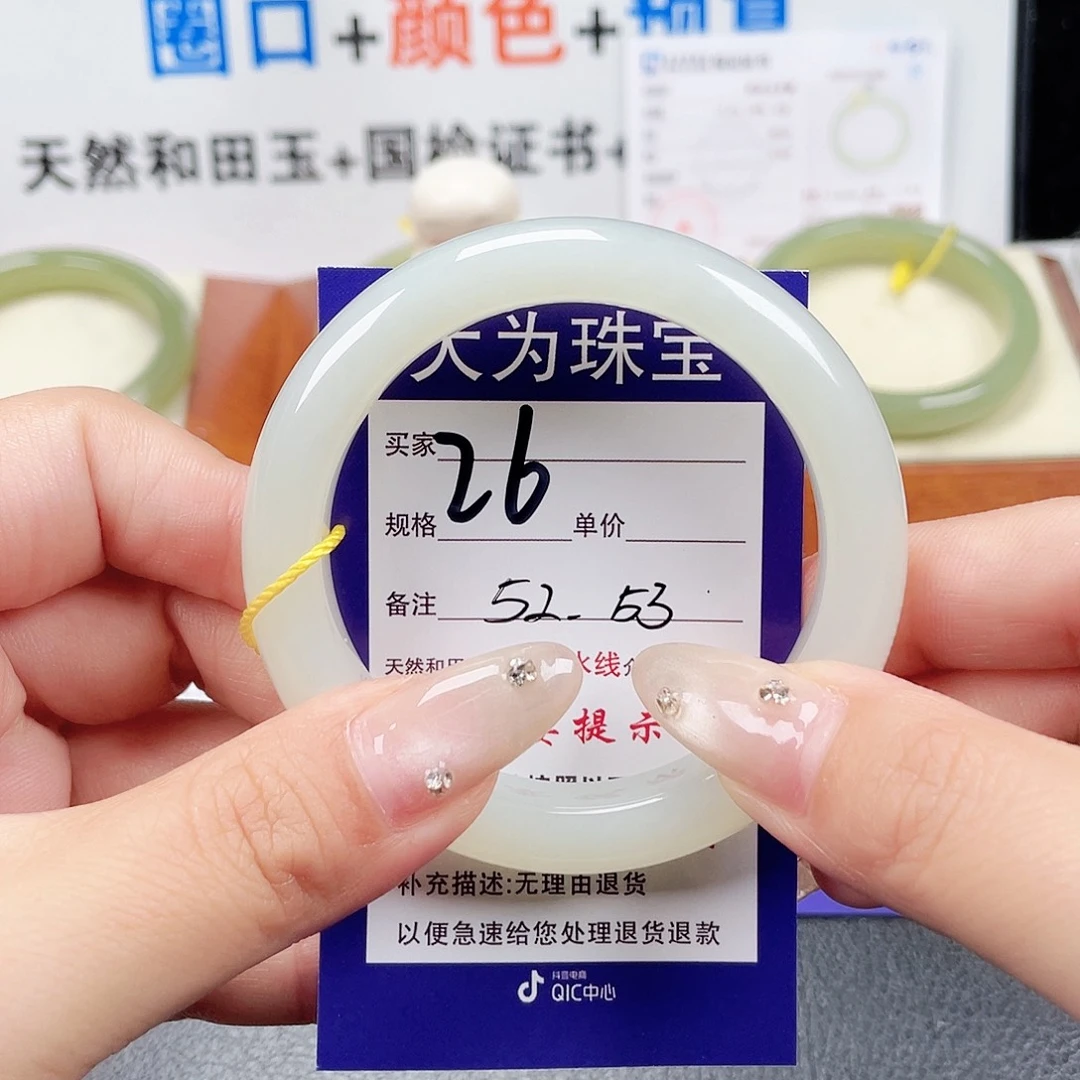 圈口+颜色+预算
天然和田玉+国检证书+
大为珠宝
买家 26
规格 单价
备注 52-53
天然和田 水线
提示
补充描述:无理由退货
以便急速给您处理退货退款
抖音电商
QIC中心